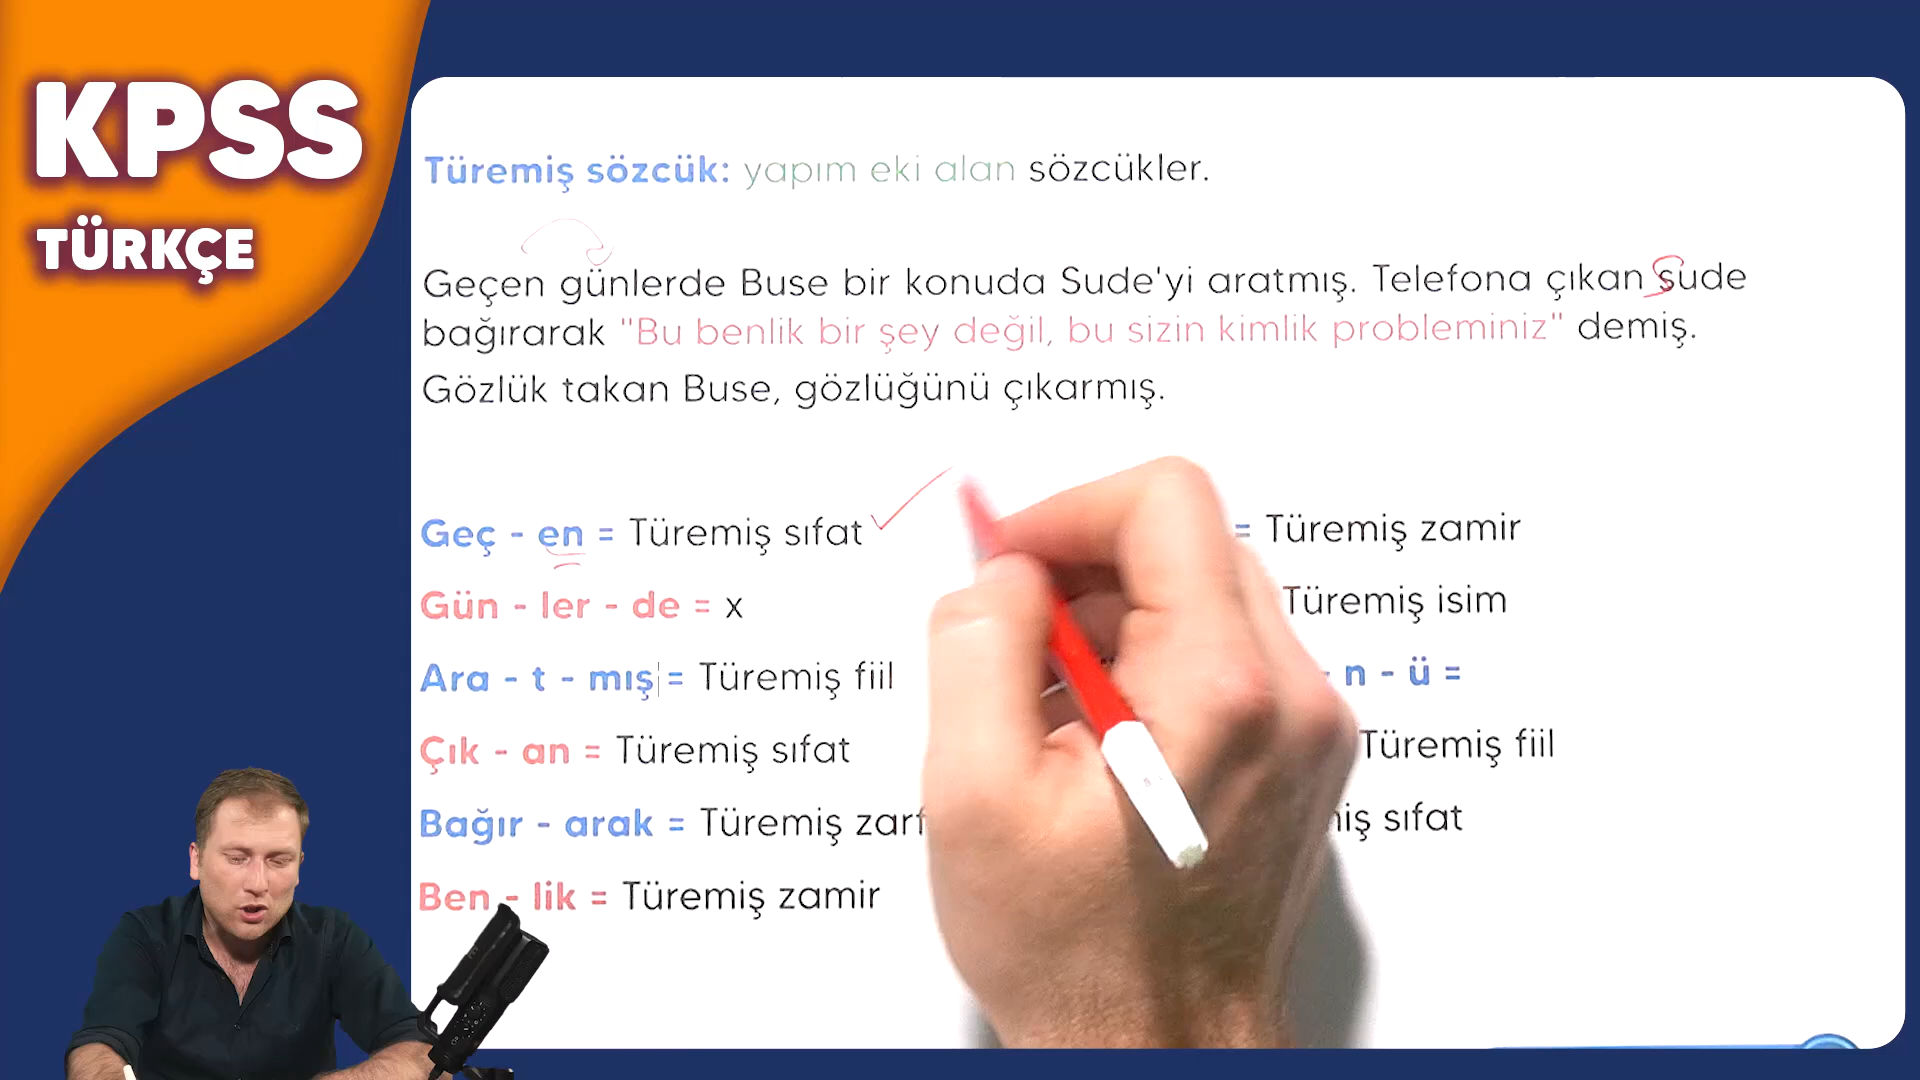 KPSS
TÜRKÇE
Türemiş sözcük: yapım eki alan sözcükler.
Geçen günlerde Buse bir konuda Sude'yi aratmış. Telefona çıkan sude
bağırarak "Bu benlik bir şey değil, bu sizin kimlik probleminiz" demiş.
Gözlük takan Buse, gözlüğünü çıkarmış.
Geç - en = Türemiş sıfat
Gün - ler - de = x
Ara - t - mış = Türemiş fiil
Çık - an = Türemiş sıfat
Bağır - arak = Türemiş zarf
Ben - lik = Türemiş zamir
= Türemiş zamir
Türemiş isim
- n - ü =
Türemiş fiil
sıfat